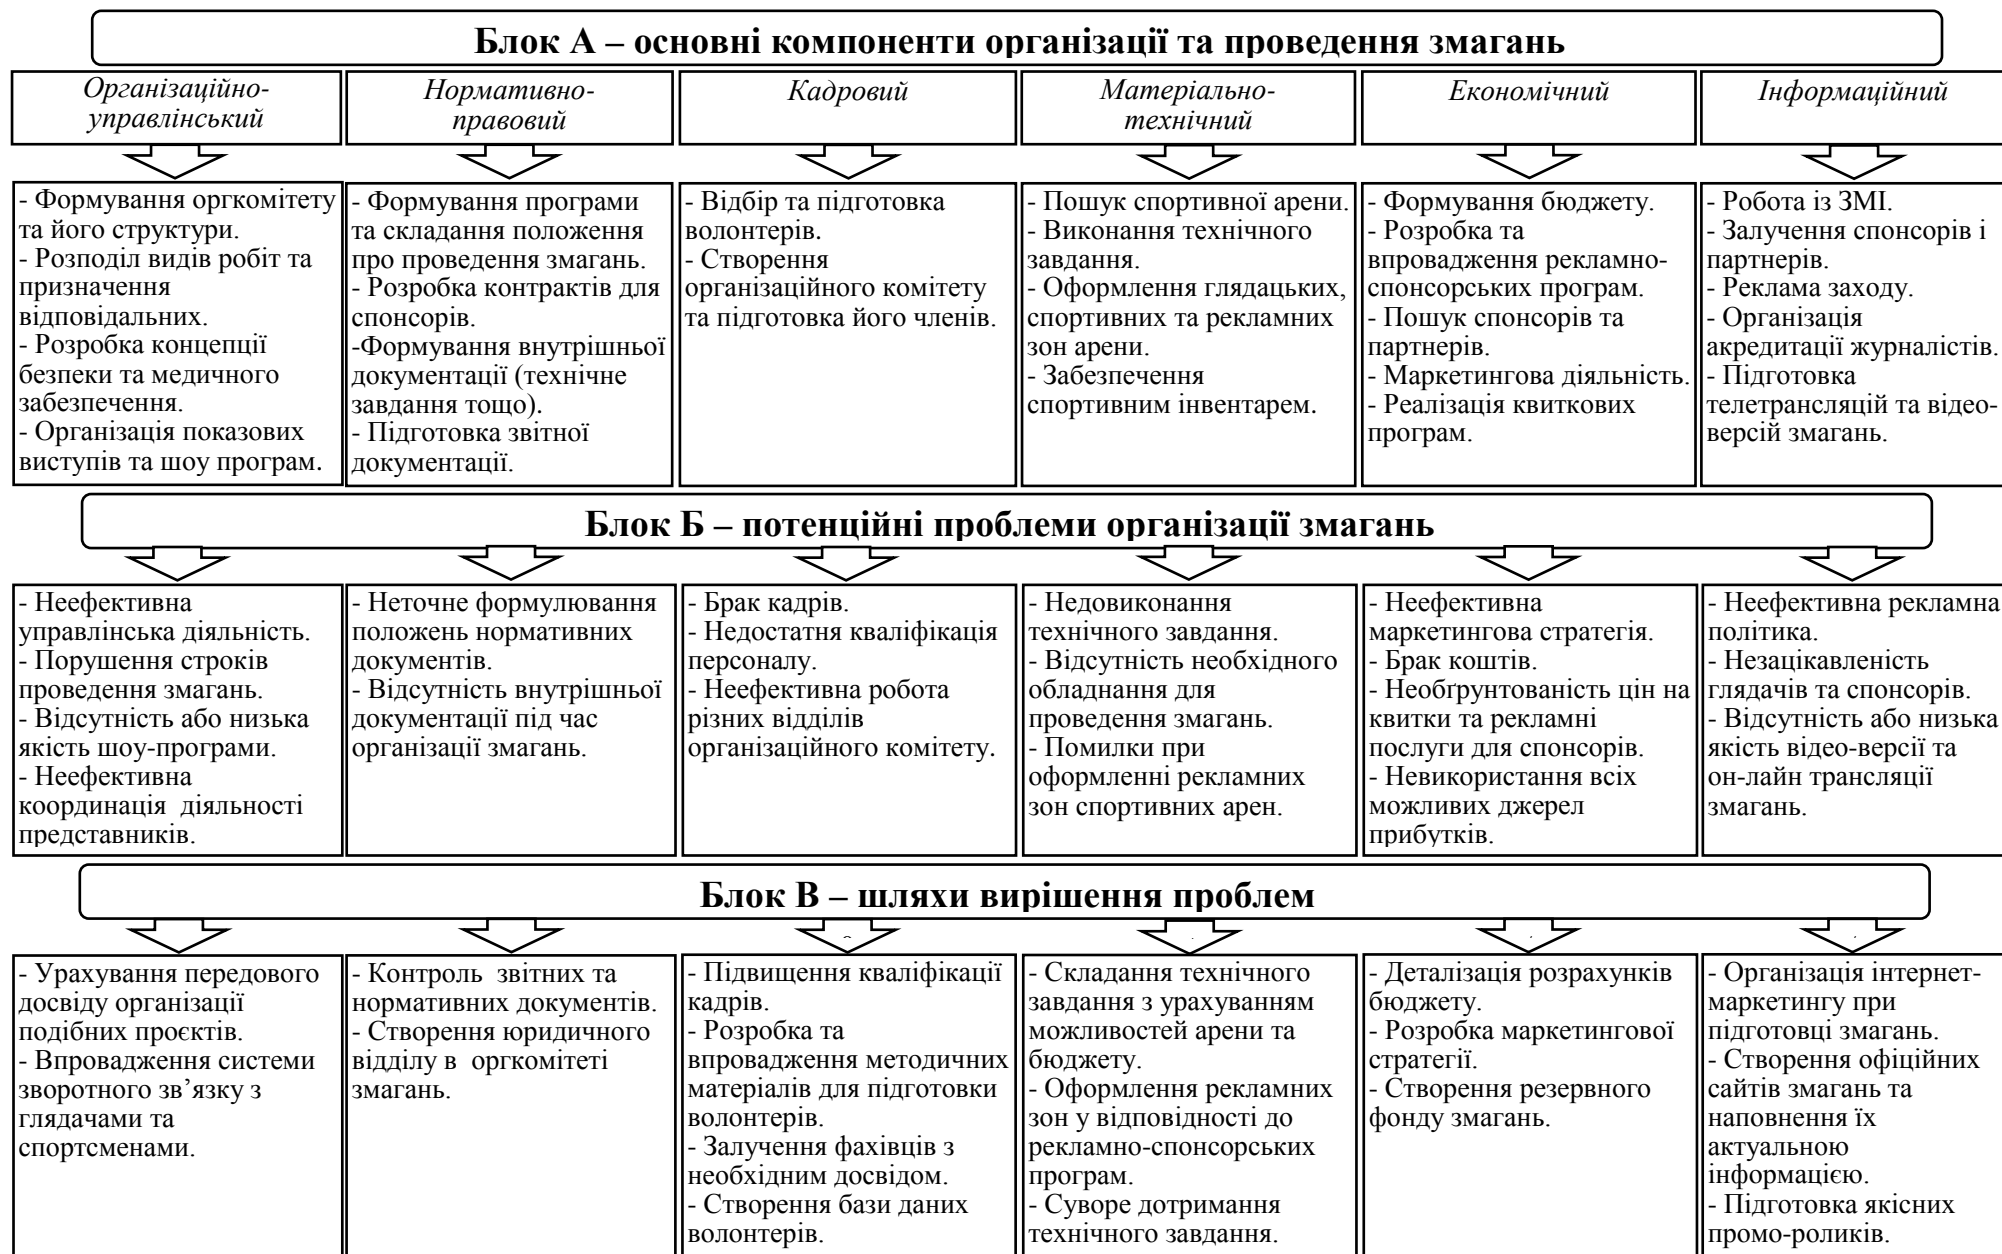 Блок А – основні компоненти організації та проведення змагань
Організаційно-
управлінський
Нормативно-
правовий
Кадровий
Матеріально-
технічний
Економічний
Інформаційний
- Формування оргкомітету
та його структури.
- Розподіл видів робіт та
призначення
відповідальних.
- Розробка концепції
безпеки та медичного
забезпечення.
- Організація показових
виступів та шоу програм.
- Формування програми
та складання положення
про проведення змагань.
- Розробка контрактів для
спонсорів.
-Формування внутрішньої
документації (технічне
завдання тощо).
- Підготовка звітної
документації.
- Відбір та підготовка
волонтерів.
- Створення
організаційного комітету
та підготовка його членів.
- Пошук спортивної арени.
- Виконання технічного
завдання.
- Оформлення глядацьких,
спортивних та рекламних
зон арени.
- Забезпечення
спортивним інвентарем.
- Формування бюджету.
- Розробка та
впровадження рекламно-
спонсорських програм.
- Пошук спонсорів та
партнерів.
- Маркетингова діяльність.
- Реалізація квиткових
програм.
- Робота із ЗМІ.
- Залучення спонсорів і
партнерів.
- Реклама заходу.
- Організація
акредитації журналістів.
- Підготовка
телетрансляцій та відео-
версій змагань.
Блок Б – потенційні проблеми організації змагань
- Неефективна
управлінська діяльність.
- Порушення строків
проведення змагань.
- Відсутність або низька
якість шоу-програми.
- Неефективна
координація  діяльності
представників.
- Неточне формулювання
положень нормативних
документів.
- Відсутність внутрішньої
документації під час
організації змагань.
- Брак кадрів.
- Недостатня кваліфікація
персоналу.
- Неефективна робота
різних відділів
організаційного комітету.
- Недовиконання
технічного завдання.
- Відсутність необхідного
обладнання для
проведення змагань.
- Помилки при
оформленні рекламних
зон спортивних арен.
- Неефективна
маркетингова стратегія.
- Брак коштів.
- Необґрунтованість цін на
квитки та рекламні
послуги для спонсорів.
- Невикористання всіх
можливих джерел
прибутків.
- Неефективна рекламна
політика.
- Незацікавленість
глядачів та спонсорів.
- Відсутність або низька
якість відео-версії та
он-лайн трансляції
змагань.
Блок В – шляхи вирішення проблем
- Урахування передового
досвіду організації
подібних проєктів.
- Впровадження системи
зворотного зв’язку з
глядачами та
спортсменами.
- Контроль  звітних та
нормативних документів.
- Створення юридичного
відділу в  оргкомітеті
змагань.
- Підвищення кваліфікації
кадрів.
- Розробка та
впровадження методичних
матеріалів для підготовки
волонтерів.
- Залучення фахівців з
необхідним досвідом.
- Створення бази даних
волонтерів.
- Складання технічного
завдання з урахуванням
можливостей арени та
бюджету.
- Оформлення рекламних
зон у відповідності до
рекламно-спонсорських
програм.
- Суворе дотримання
технічного завдання.
- Деталізація розрахунків
бюджету.
- Розробка маркетингової
стратегії.
- Створення резервного
фонду змагань.
- Організація інтернет-
маркетингу при
підготовці змагань.
- Створення офіційних
сайтів змагань та
наповнення їх
актуальною
інформацією.
- Підготовка якісних
промо-роликів.